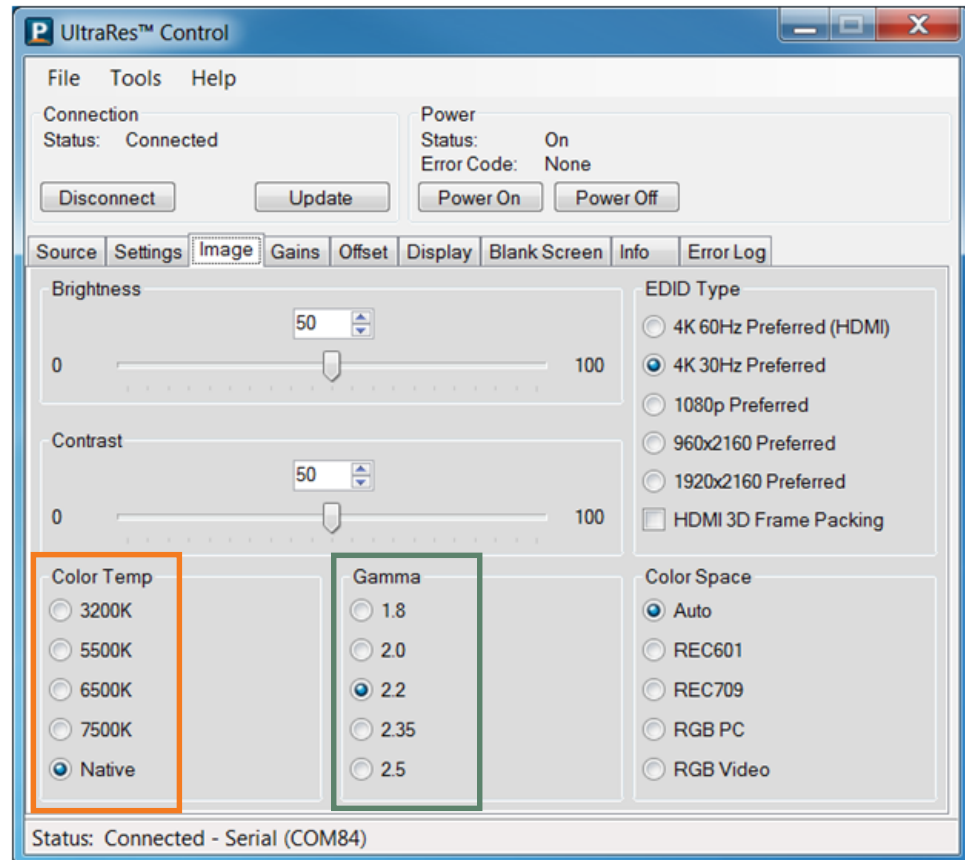 P UltraRes™ Control
File Tools Help
Connection
Status: Connected
Disconnect Update
Power
Status: On
Error Code: None
Power On Power Off
Source Settings Image Gains Offset Display Blank Screen Info Error Log
Brightness
50
0 100
Contrast
50
0 100
EDID Type
4K 60Hz Preferred (HDMI)
4K 30Hz Preferred
1080p Preferred
960x2160 Preferred
1920x2160 Preferred
HDMI 3D Frame Packing
Color Temp
3200K
5500K
6500K
7500K
Native
Gamma
1.8
2.0
2.2
2.35
2.5
Color Space
Auto
REC601
REC709
RGB PC
RGB Video
Status: Connected - Serial (COM84)